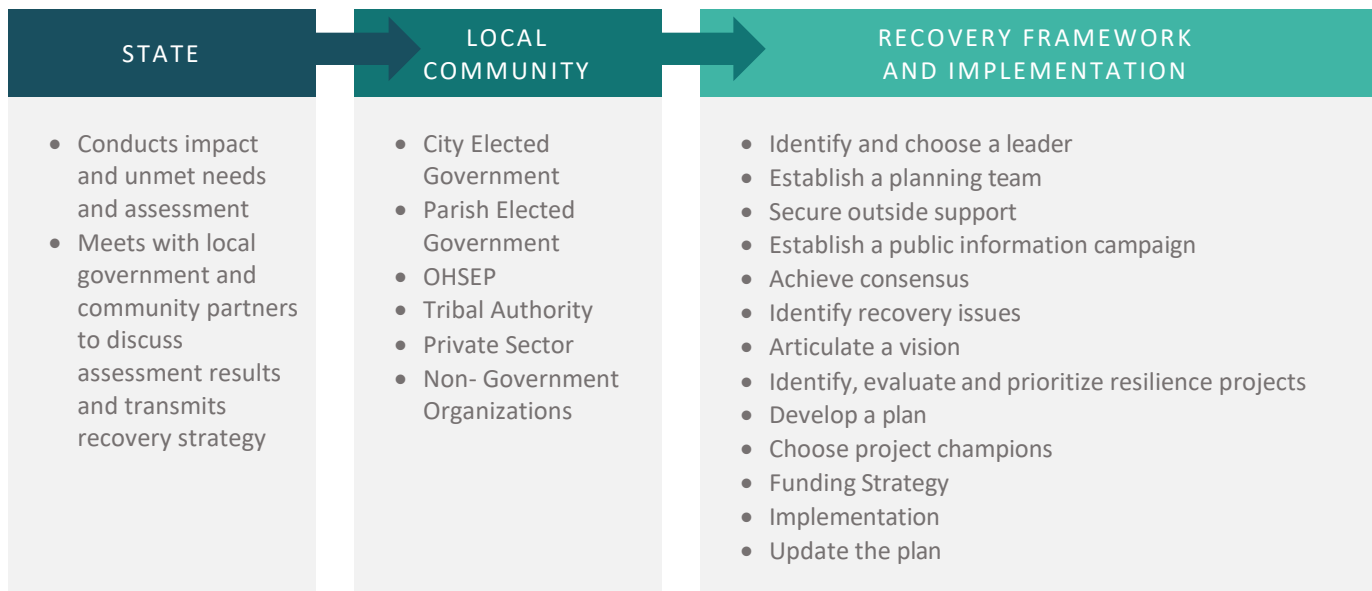 STATE
• Conducts impact
and unmet needs
and assessment
• Meets with local
government and
community partners
to discuss
assessment results
and transmits
recovery strategy
LOCAL
COMMUNITY
• City Elected
Government
• Parish Elected
Government
• OHSEP
• Tribal Authority
• Private Sector
• Non- Government
Organizations
RECOVERY FRAMEWORK
AND IMPLEMENTATION
• Identify and choose a leader
• Establish a planning team
• Secure outside support
• Establish a public information campaign
• Achieve consensus
• Identify recovery issues
• Articulate a vision
• Identify, evaluate and prioritize resilience projects
• Develop a plan
• Choose project champions
• Funding Strategy
• Implementation
• Update the plan